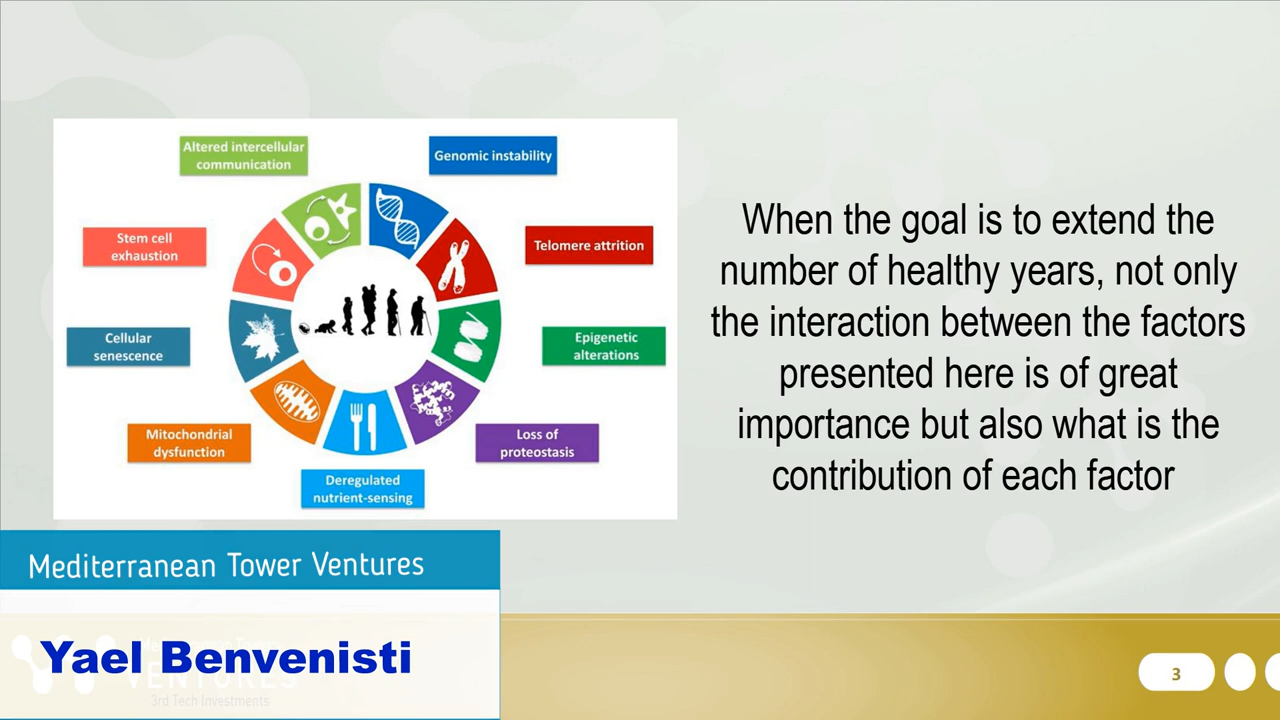 Altered intercellular
communication
Genomic instability
Stem cell
exhaustion
Telomere attrition
Cellular
senescence
Epigenetic
alterations
Mitochondrial
dysfunction
Loss of
proteostasis
Deregulated
nutrient-sensing
When the goal is to extend the
number of healthy years, not only
the interaction between the factors
presented here is of great
importance but also what is the
contribution of each factor
Mediterranean Tower Ventures
Yael Benvenisti
VENTURES
3rd Tech Investments
3